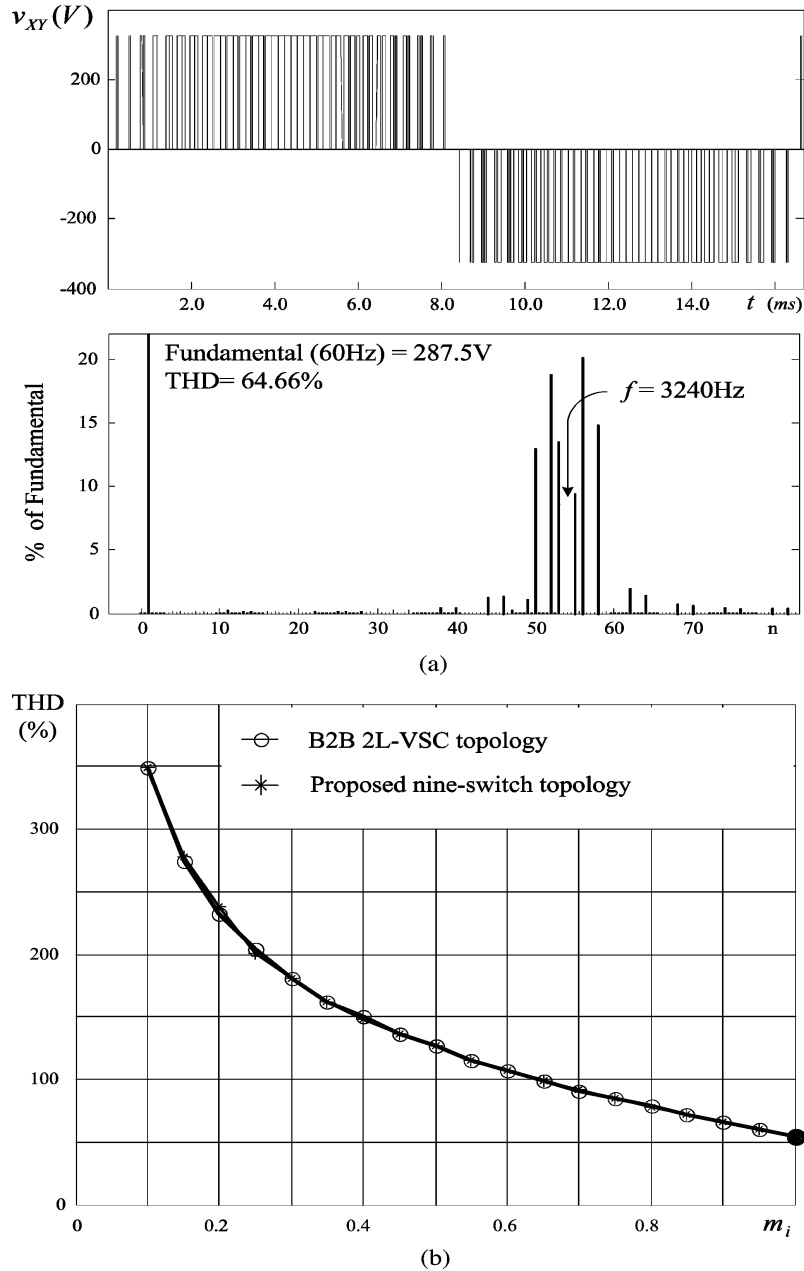 v_XY (V)
200
0
-200
-400
2.0 4.0 6.0 8.0 10.0 12.0 14.0 t (ms)
Fundamental (60Hz) = 287.5V
THD= 64.66%
f = 3240Hz
% of Fundamental
20
15
10
5
0
0 10 20 30 40 50 60 70 n
(a)
THD
(%)
B2B 2L-VSC topology
Proposed nine-switch topology
300
200
100
0
0 0.2 0.4 0.6 0.8 m_i
(b)